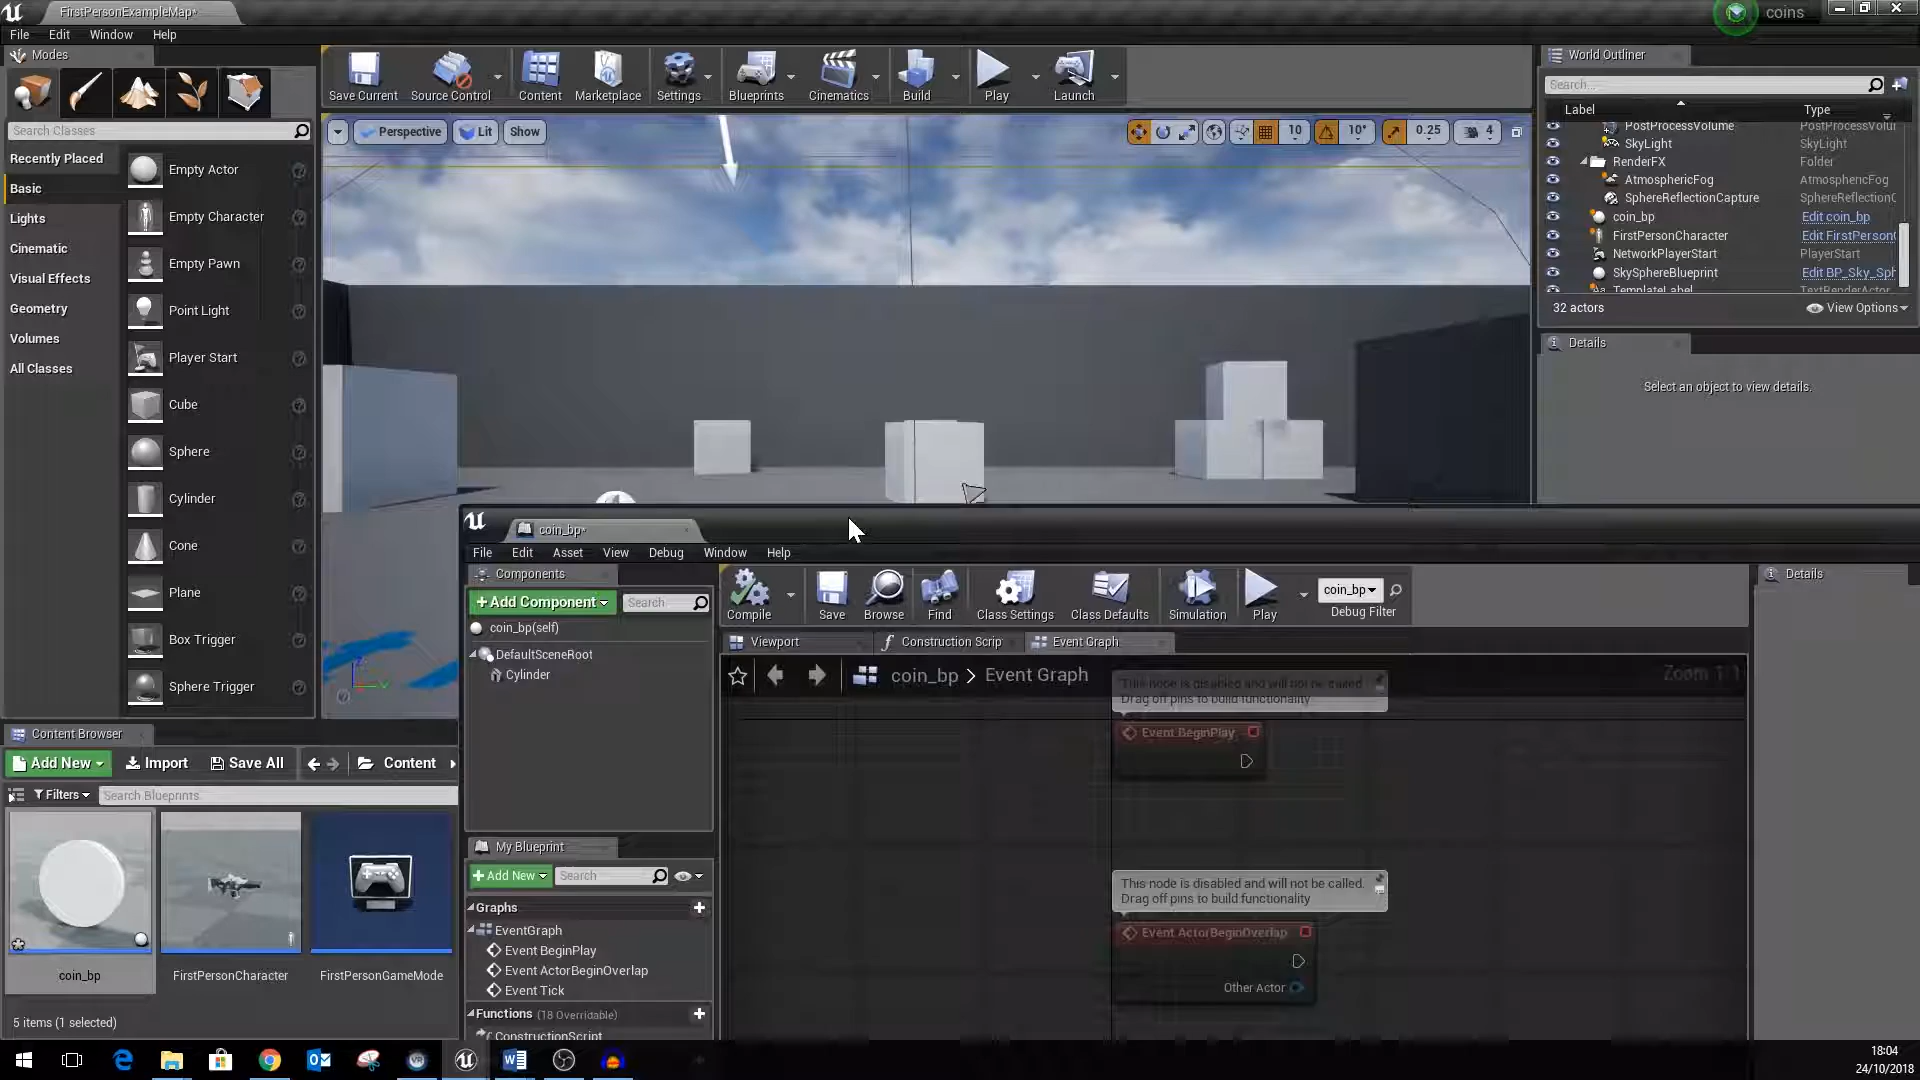 FirstPersonExampleMap*
coins
File Edit Window Help
Modes
Search Classes
Recently Placed
Basic
Lights
Cinematic
Visual Effects
Geometry
Volumes
All Classes
Empty Actor
Empty Character
Empty Pawn
Point Light
Player Start
Cube
Sphere
Cylinder
Cone
Plane
Box Trigger
Sphere Trigger
Save Current Source Control Content Marketplace Settings Blueprints Cinematics Build Play Launch
Perspective Lit Show
10 10° 0.25 4
World Outliner
Search...
Label Type
PostProcessVolume PostProcessVolu
SkyLight SkyLight
RenderFX Folder
AtmosphericFog AtmosphericFog
SphereReflectionCapture SphereReflectionC
coin_bp Edit coin_bp
FirstPersonCharacter Edit FirstPerson
NetworkPlayerStart PlayerStart
SkySphereBlueprint Edit BP_Sky_Sph
TemplateLabel TextRenderActor
32 actors View Options
Details
Select an object to view details.
coin_bp*
File Edit Asset View Debug Window Help
Components
+Add Component Search
coin_bp(self)
DefaultSceneRoot
Cylinder
Compile Save Browse Find Class Settings Class Defaults Simulation Play
coin_bp
Debug Filter
Details
Viewport Construction Scrip Event Graph
coin_bp > Event Graph
Zoom 1:1
This node is disabled and will not be called.
Drag off pins to build functionality
Event BeginPlay
This node is disabled and will not be called.
Drag off pins to build functionality
Event ActorBeginOverlap
Other Actor
My Blueprint
+Add New Search
Graphs
EventGraph
Event BeginPlay
Event ActorBeginOverlap
Event Tick
Functions (18 Overridable)
ConstructionScript
Content Browser
Add New Import Save All Content
Filters Search Blueprints
coin_bp
FirstPersonCharacter
FirstPersonGameMode
5 items (1 selected)
18:04
24/10/2018